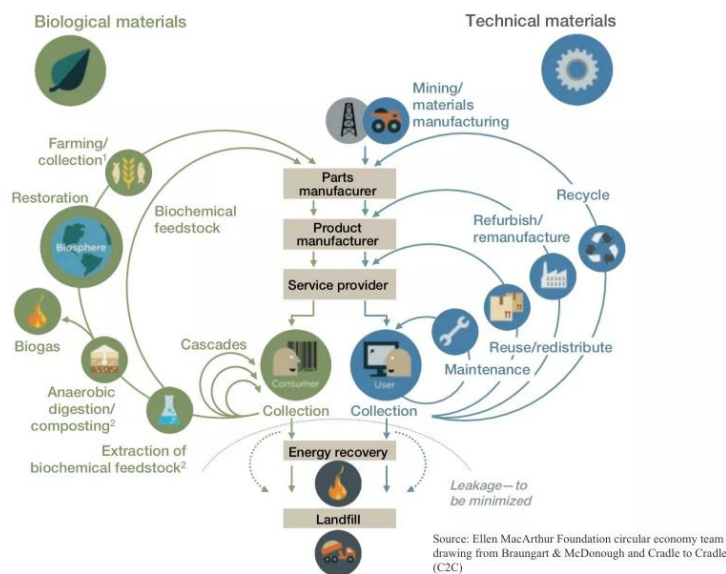 Biological materials
Technical materials
Mining/
materials
manufacturing
Farming/
collection¹
Parts
manufacurer
Restoration
Biochemical
feedstock
Recycle
Refurbish/
remanufacture
Product
manufacturer
Biosphere
Service provider
Biogas
Cascades
Reuse/redistribute
Maintenance
Consumer
User
Anaerobic
digestion/
composting²
Collection
Collection
Extraction of
biochemical feedstock²
Energy recovery
Leakage—to
be minimized
Landfill
Source: Ellen MacArthur Foundation circular economy team
drawing from Braungart & McDonough and Cradle to Cradle
(C2C)